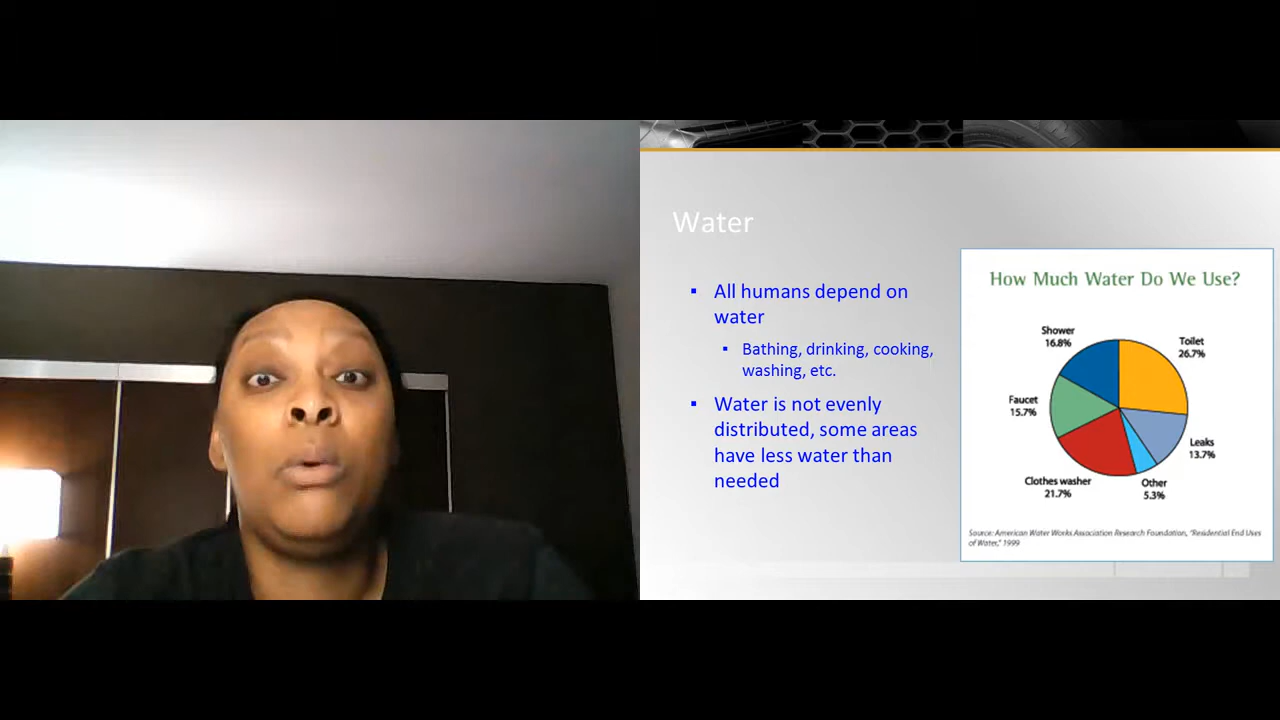 Water
▪ All humans depend on
water
▪ Bathing, drinking, cooking,
washing, etc.
▪ Water is not evenly
distributed, some areas
have less water than
needed
How Much Water Do We Use?
Shower
16.8%
Toilet
26.7%
Faucet
15.7%
Leaks
13.7%
Clothes washer
21.7%
Other
5.3%
Source: American Water Works Association Research Foundation, "Residential End Uses
of Water," 1999